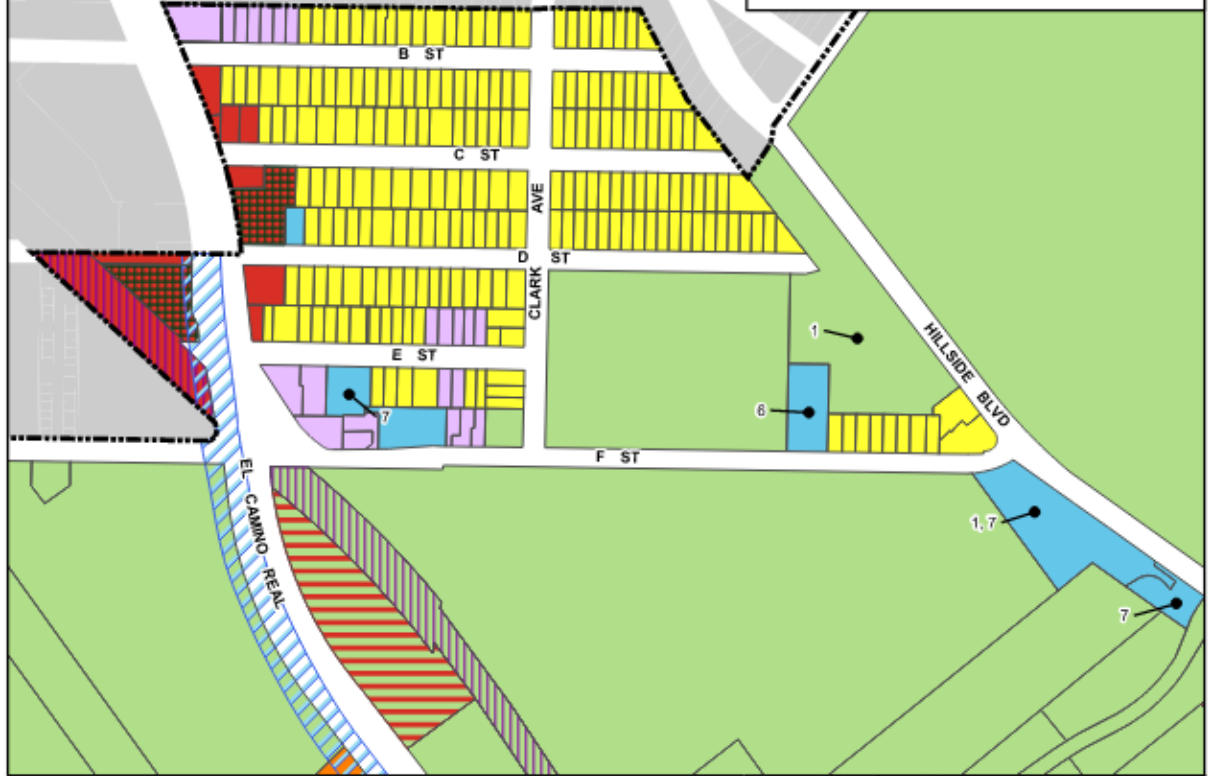 B ST
C ST
AVE
D ST
CLARK
E ST
1
HILLSIDE BLVD
7
6
F ST
EL CAMINO REAL
1, 7
7